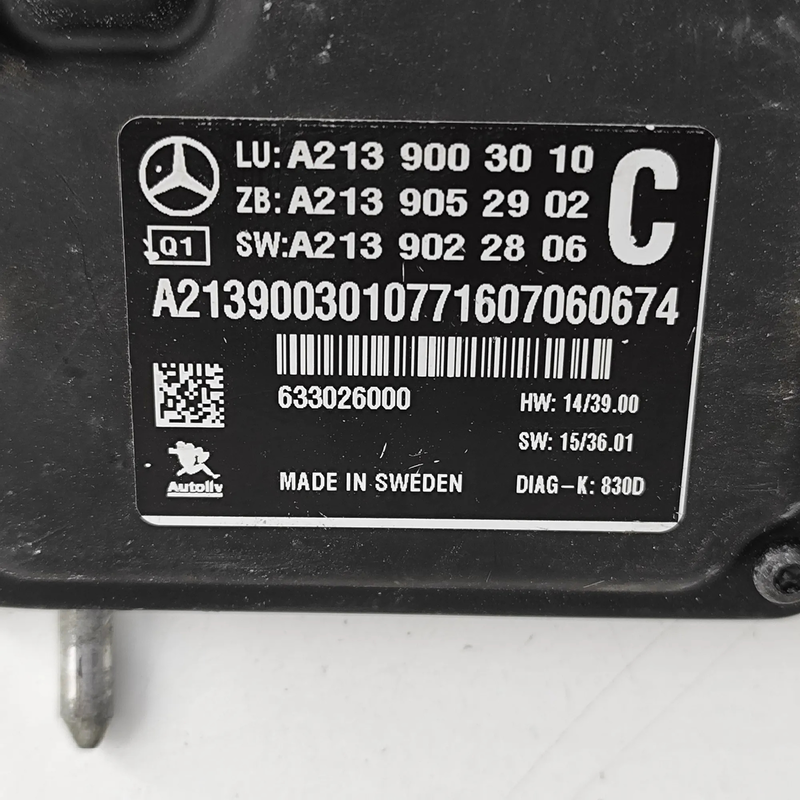 LU: A213 900 30 10
ZB: A213 905 29 02
SW: A213 902 28 06
C
Q1
A2139003010771607060674
633026000
HW: 14/39.00
SW: 15/36.01
Autoliv
MADE IN SWEDEN
DIAG-K: 830D